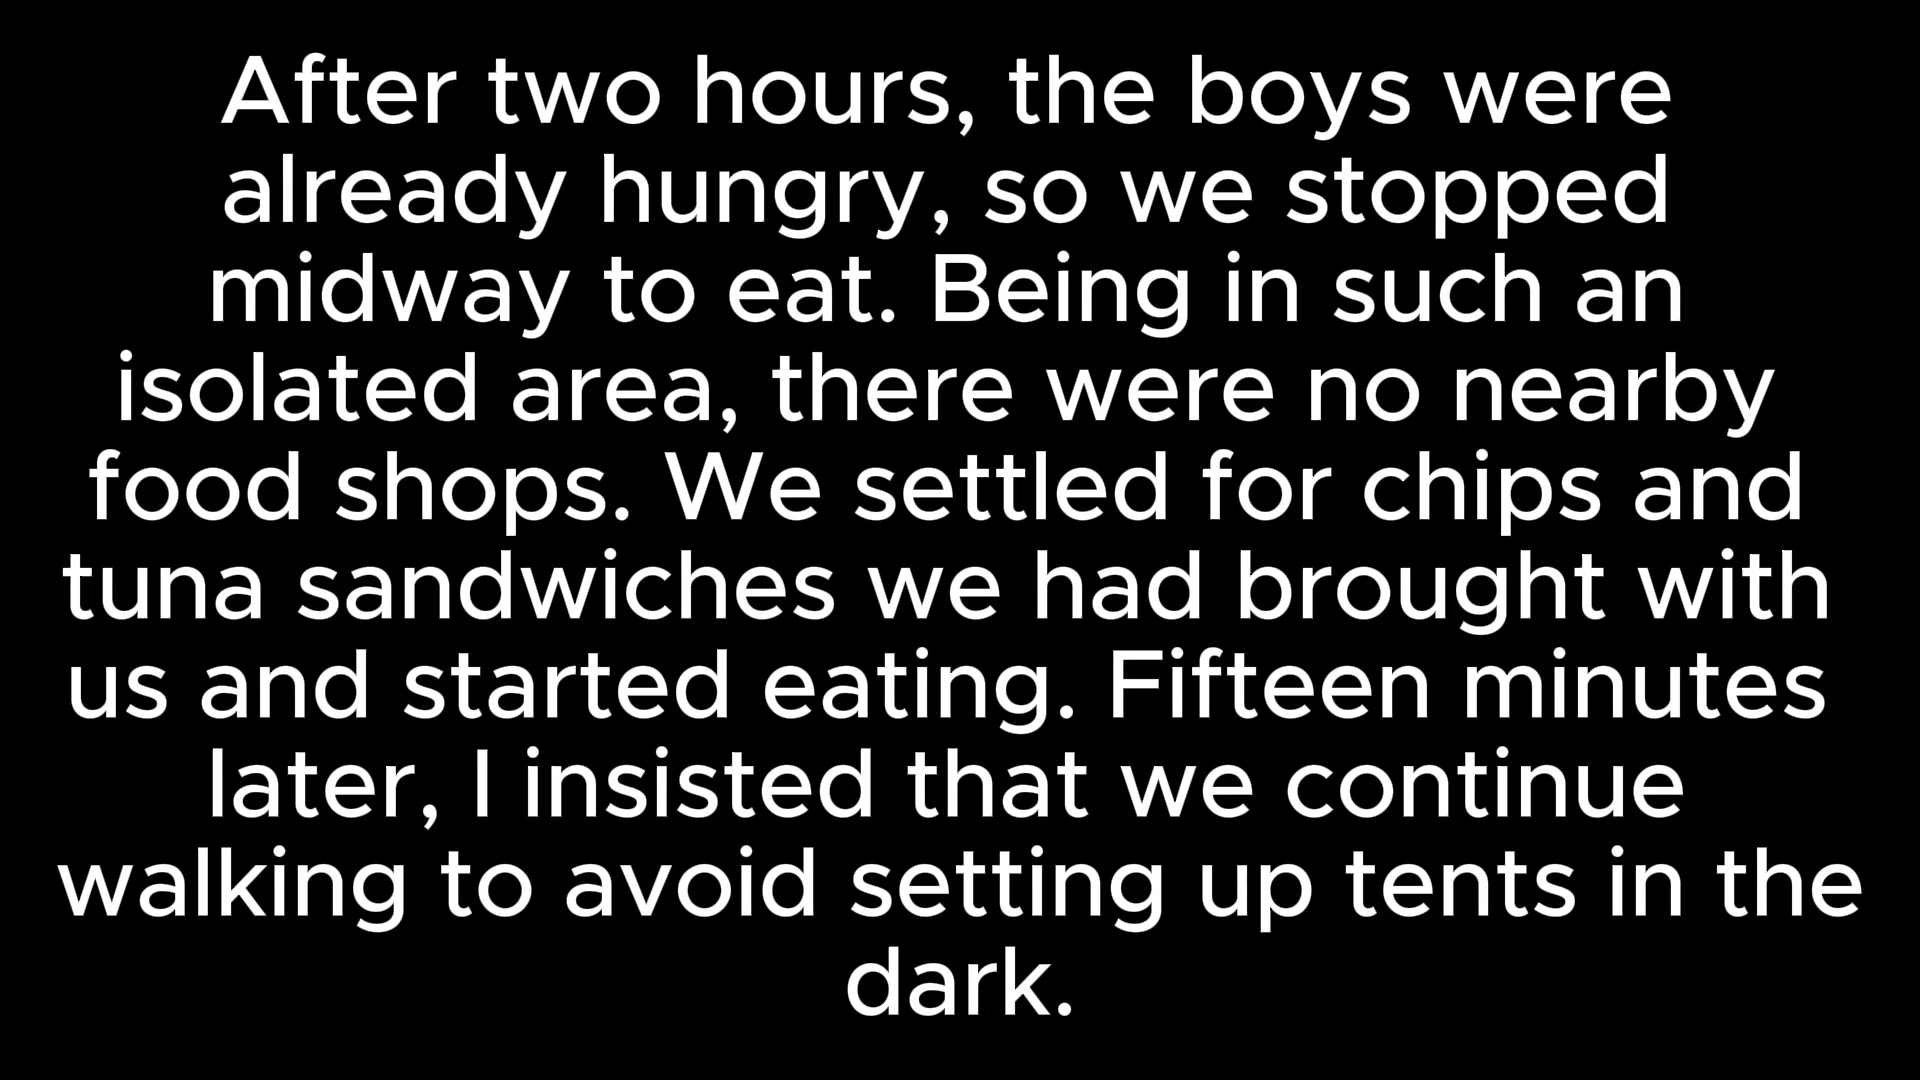 After two hours, the boys were
already hungry, so we stopped
midway to eat. Being in such an
isolated area, there were no nearby
food shops. We settled for chips and
tuna sandwiches we had brought with
us and started eating. Fifteen minutes
later, I insisted that we continue
walking to avoid setting up tents in the
dark.